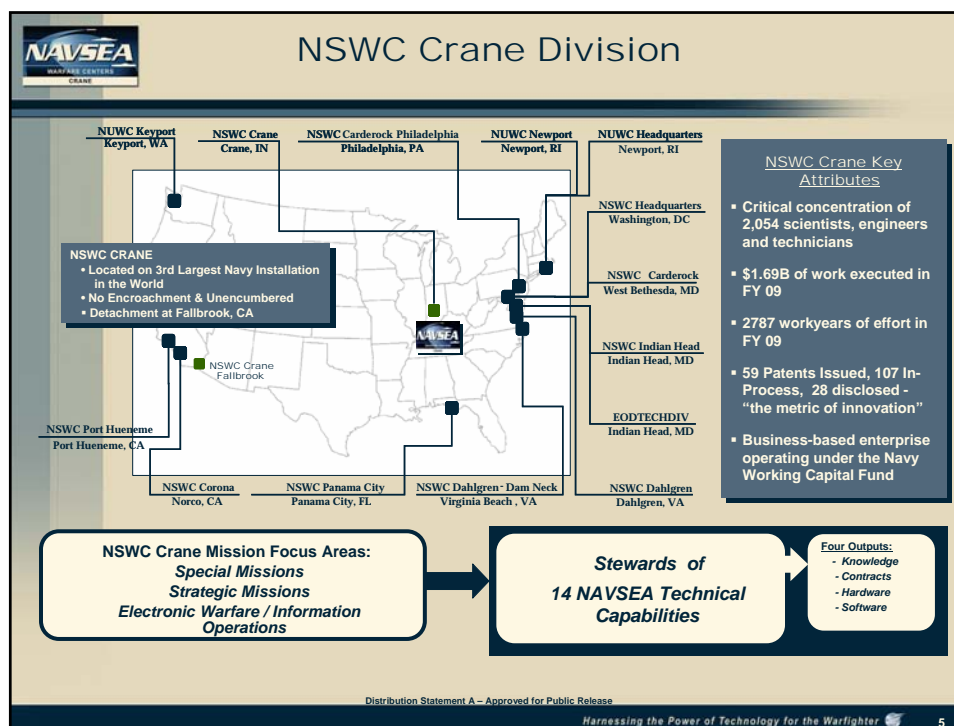 NAVSEA
WARFARE CENTERS
CRANE
NSWC Crane Division
NUWC Keyport
Keyport, WA
NSWC Crane
Crane, IN
NSWC Carderock Philadelphia
Philadelphia, PA
NUWC Newport
Newport, RI
NUWC Headquarters
Newport, RI
NSWC Headquarters
Washington, DC
NSWC Carderock
West Bethesda, MD
NSWC Indian Head
Indian Head, MD
EODTECHDIV
Indian Head, MD
NSWC Dahlgren
Dahlgren, VA
NSWC CRANE
• Located on 3rd Largest Navy Installation
in the World
• No Encroachment & Unencumbered
• Detachment at Fallbrook, CA
NAVSEA
NSWC Crane
Fallbrook
NSWC Port Hueneme
Port Hueneme, CA
NSWC Corona
Norco, CA
NSWC Panama City
Panama City, FL
NSWC Dahlgren- Dam Neck
Virginia Beach , VA
NSWC Crane Key
Attributes
▪ Critical concentration of
2,054 scientists, engineers
and technicians
▪ $1.69B of work executed in
FY 09
▪ 2787 workyears of effort in
FY 09
▪ 59 Patents Issued, 107 In-
Process, 28 disclosed -
“the metric of innovation”
▪ Business-based enterprise
operating under the Navy
Working Capital Fund
NSWC Crane Mission Focus Areas:
Special Missions
Strategic Missions
Electronic Warfare / Information
Operations
Stewards of
14 NAVSEA Technical
Capabilities
Four Outputs:
- Knowledge
- Contracts
- Hardware
- Software
Distribution Statement A – Approved for Public Release
Harnessing the Power of Technology for the Warfighter
5